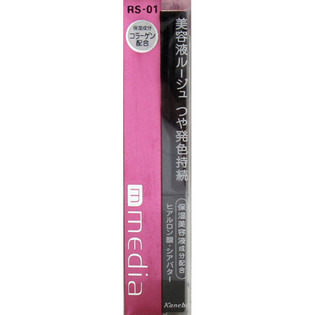 RS-01
保湿成分
コラーゲン
配合
美容液ルージュ つや発色持続
保湿美容液成分配合
ヒアルロン酸・シアバター
m media
Kanebo